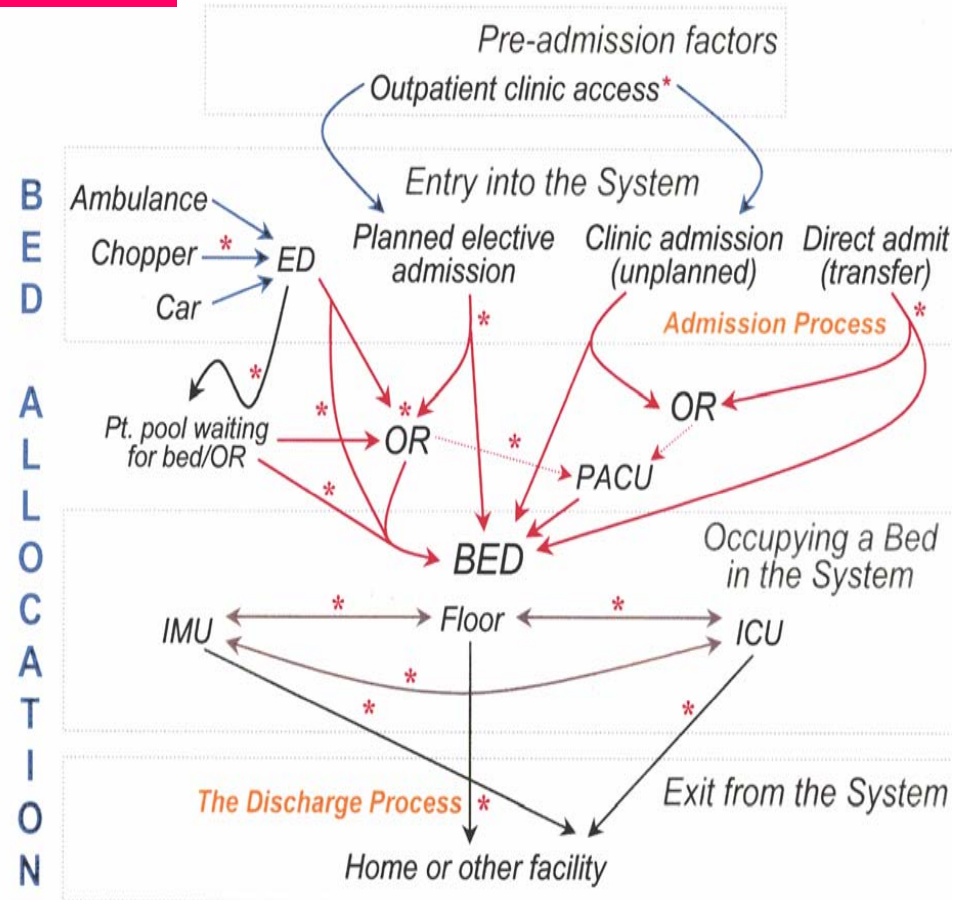 Pre-admission factors
Outpatient clinic access*
BED ALLOCATION
Entry into the System
Ambulance
Chopper
*
Car
ED
Planned elective
admission
Clinic admission
(unplanned)
Direct admit
(transfer)
*
*
Admission Process
*
*
*
Pt. pool waiting
for bed/OR
OR
*
OR
PACU
*
BED
Occupying a Bed
in the System
IMU
*
Floor
*
ICU
*
*
*
The Discharge Process
*
Exit from the System
Home or other facility